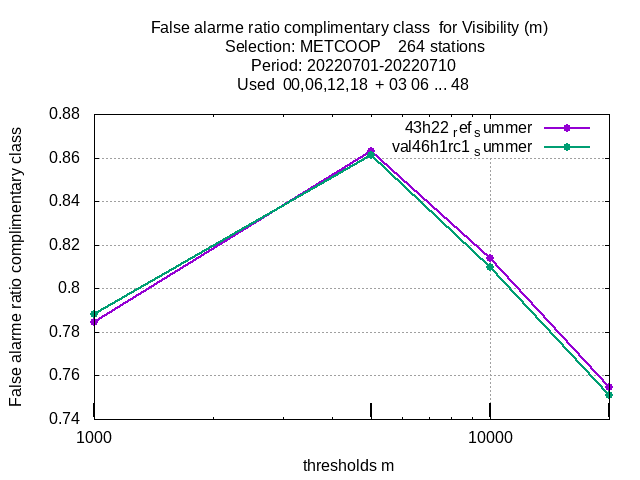 False alarme ratio complimentary class  for Visibility (m)
Selection: METCOOP    264 stations
Period: 20220701-20220710
Used  00,06,12,18  + 03 06 ... 48
43h22ref summer
val46h1rc1 summer
0.88
0.86
0.84
0.82
0.8
0.78
0.76
0.74
False alarme ratio complimentary class
1000
10000
thresholds m